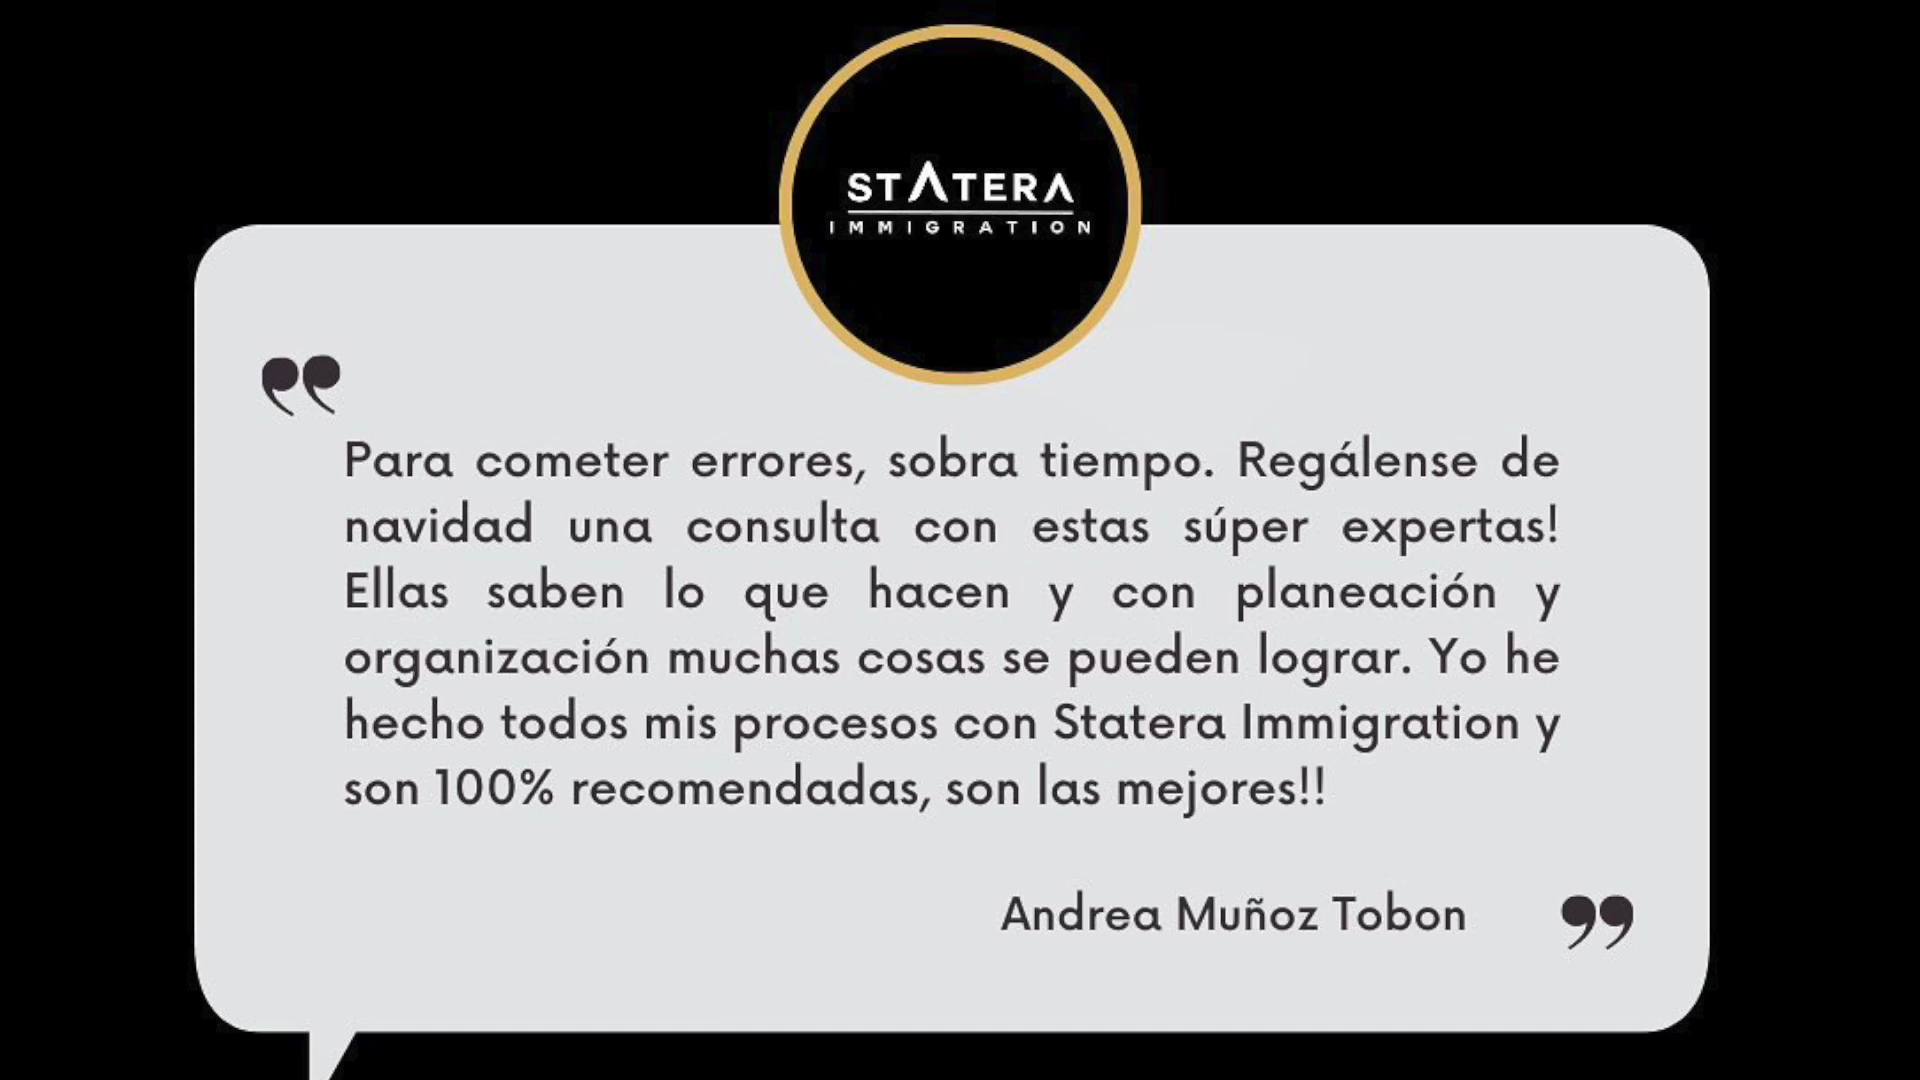 STATERA
IMMIGRATION
Para cometer errores, sobra tiempo. Regálense de
navidad una consulta con estas súper expertas!
Ellas saben lo que hacen y con planeación y
organización muchas cosas se pueden lograr. Yo he
hecho todos mis procesos con Statera Immigration y
son 100% recomendadas, son las mejores!!
Andrea Muñoz Tobon